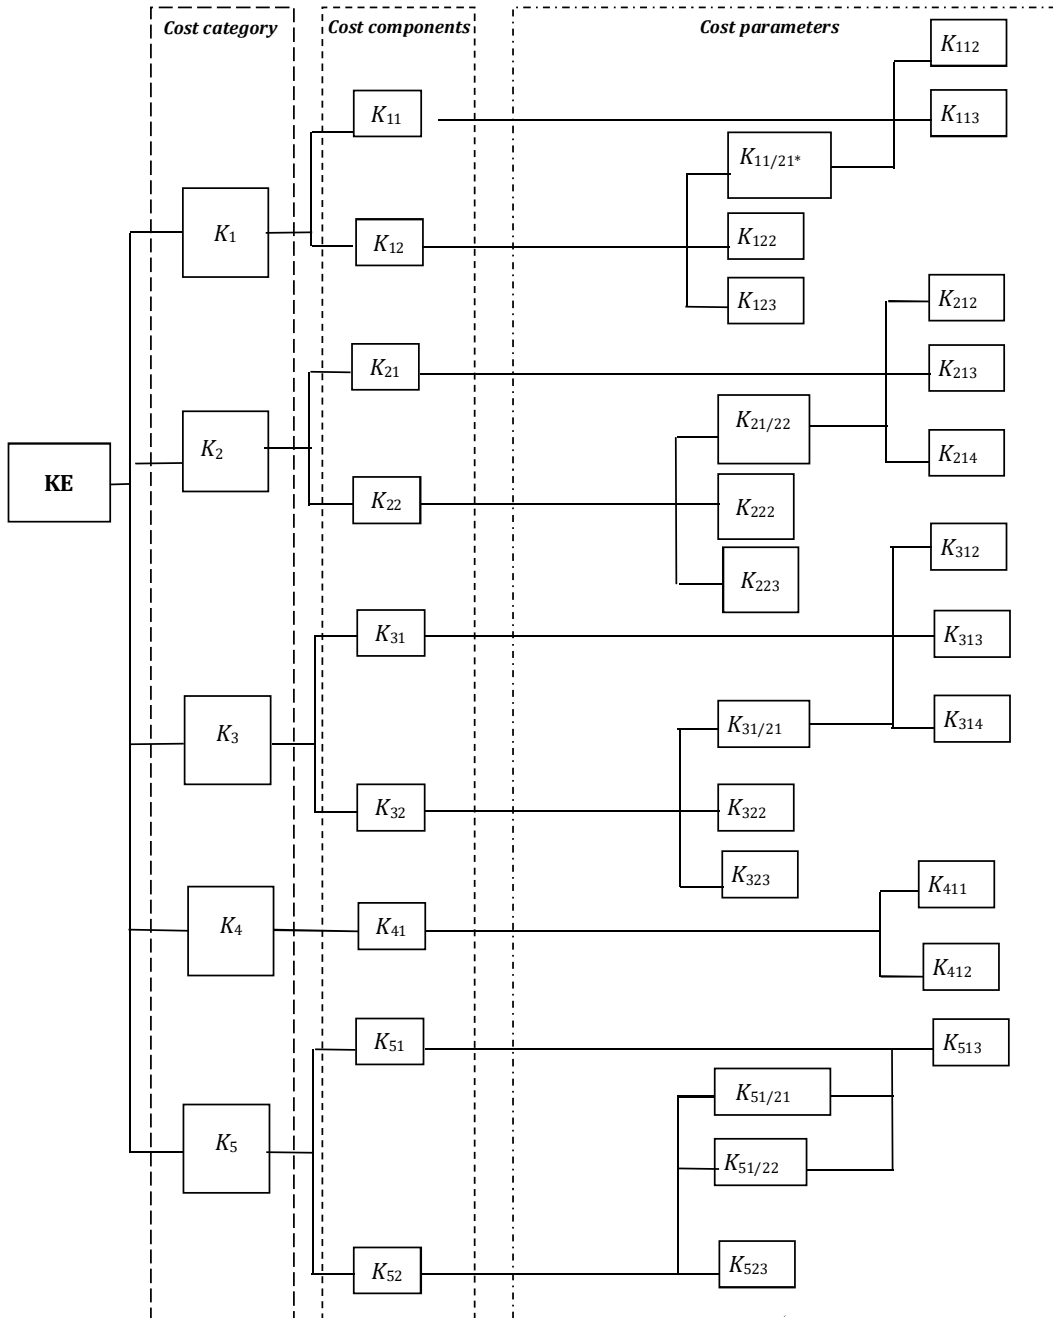 Cost category
Cost components
Cost parameters
K112
K11
K113
K11/21*
K1
K12
K122
K123
K212
K21
K213
K21/22
K2
K214
KE
K22
K222
K312
K223
K31
K313
K3
K31/21
K314
K32
K322
K323
K411
K4
K41
K412
K51
K513
K51/21
K5
K51/22
K52
K523